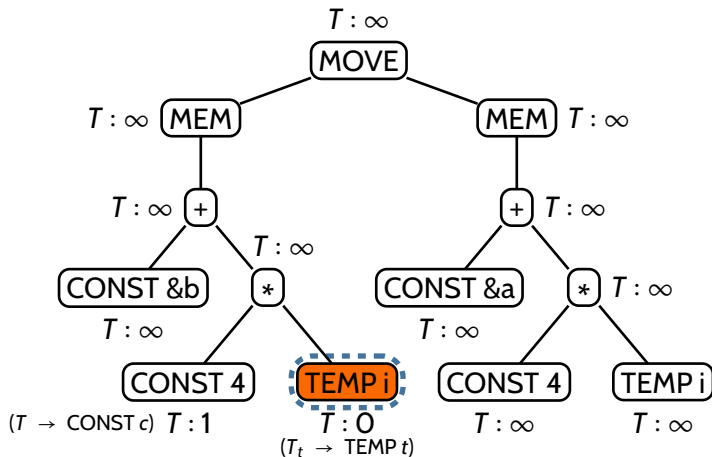 T : ∞
MOVE
T : ∞ MEM MEM T : ∞
T : ∞ + + T : ∞
T : ∞
CONST &b * CONST &a * T : ∞
T : ∞ T : ∞
CONST 4 TEMP i CONST 4 TEMP i
(T → CONST c) T : 1 T : 0 T : ∞ T : ∞
(Tₜ → TEMP t)